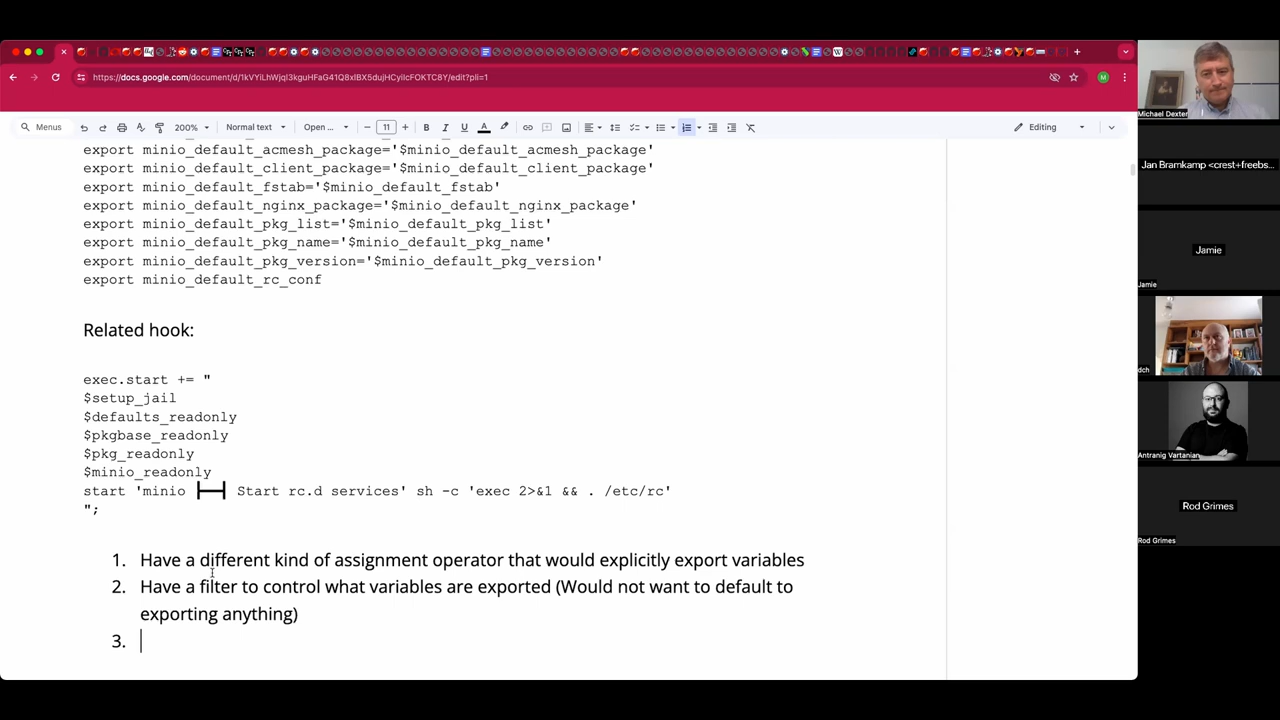 https://docs.google.com/document/d/1kVYiLhWjql3kguHFaG41Q8xIBX5dujHCyilcFOKTC8Y/edit?pli=1
Menus 200% Normal text Open ... 11 Editing
export minio_default_acmesh_package='$minio_default_acmesh_package'
export minio_default_client_package='$minio_default_client_package'
export minio_default_fstab='$minio_default_fstab'
export minio_default_nginx_package='$minio_default_nginx_package'
export minio_default_pkg_list='$minio_default_pkg_list'
export minio_default_pkg_name='$minio_default_pkg_name'
export minio_default_pkg_version='$minio_default_pkg_version'
export minio_default_rc_conf
Related hook:
exec.start += "
$setup_jail
$defaults_readonly
$pkgbase_readonly
$pkg_readonly
$minio_readonly
start 'minio ├──┤ Start rc.d services' sh -c 'exec 2>&1 && . /etc/rc'
";
1. Have a different kind of assignment operator that would explicitly export variables
2. Have a filter to control what variables are exported (Would not want to default to
exporting anything)
3.
Michael Dexter
Jan Bramkamp <crest+freebs...
Jamie
Jamie
dch
Antranig Vartanian
Rod Grimes
Rod Grimes